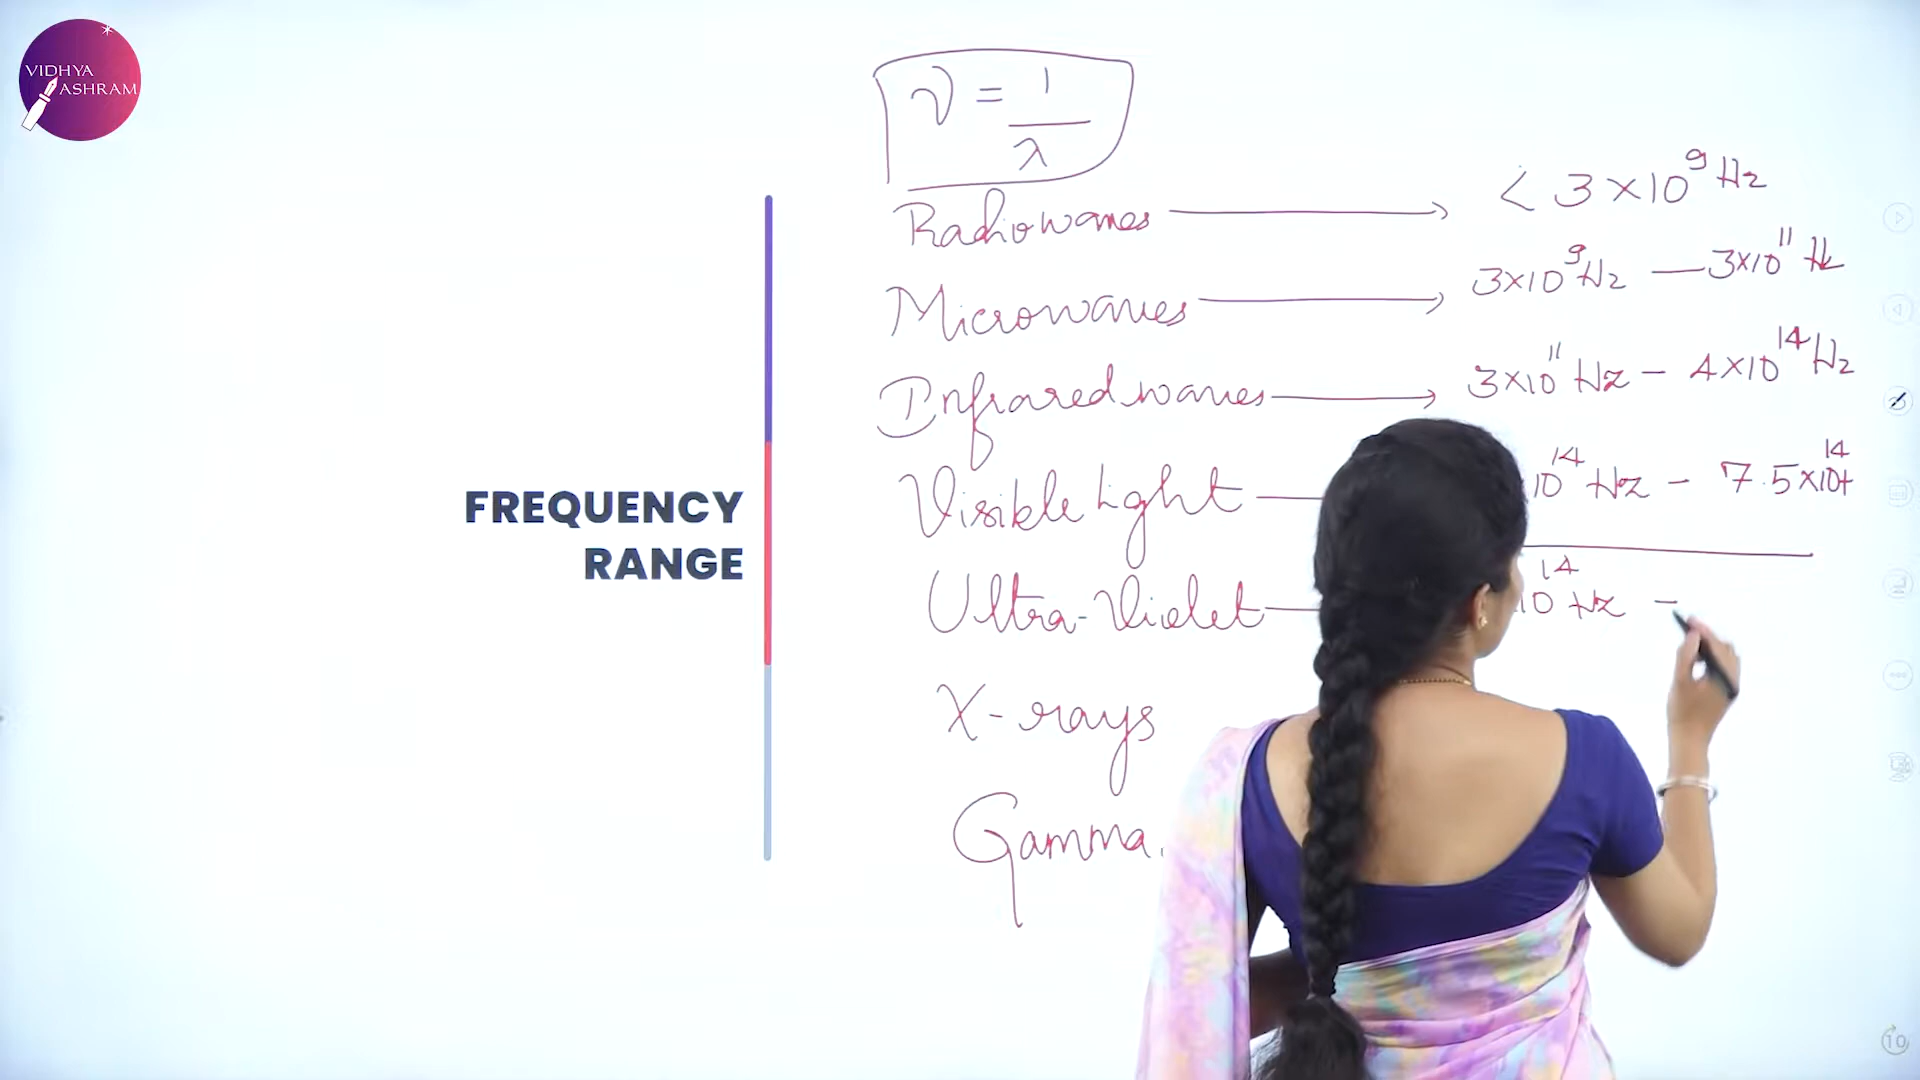 VIDHYA
ASHRAM
ν = 1/λ
Radiowaves → < 3×10⁹ Hz
Microwaves → 3×10⁹ Hz — 3×10¹¹ Hz
Infrared waves → 3×10¹¹ Hz – 4×10¹⁴ Hz
Visible Light — 10¹⁴ Hz – 7.5×10¹⁴
FREQUENCY
RANGE
Ultra-Violet — 10¹⁴ Hz –
X-rays
Gamma
10